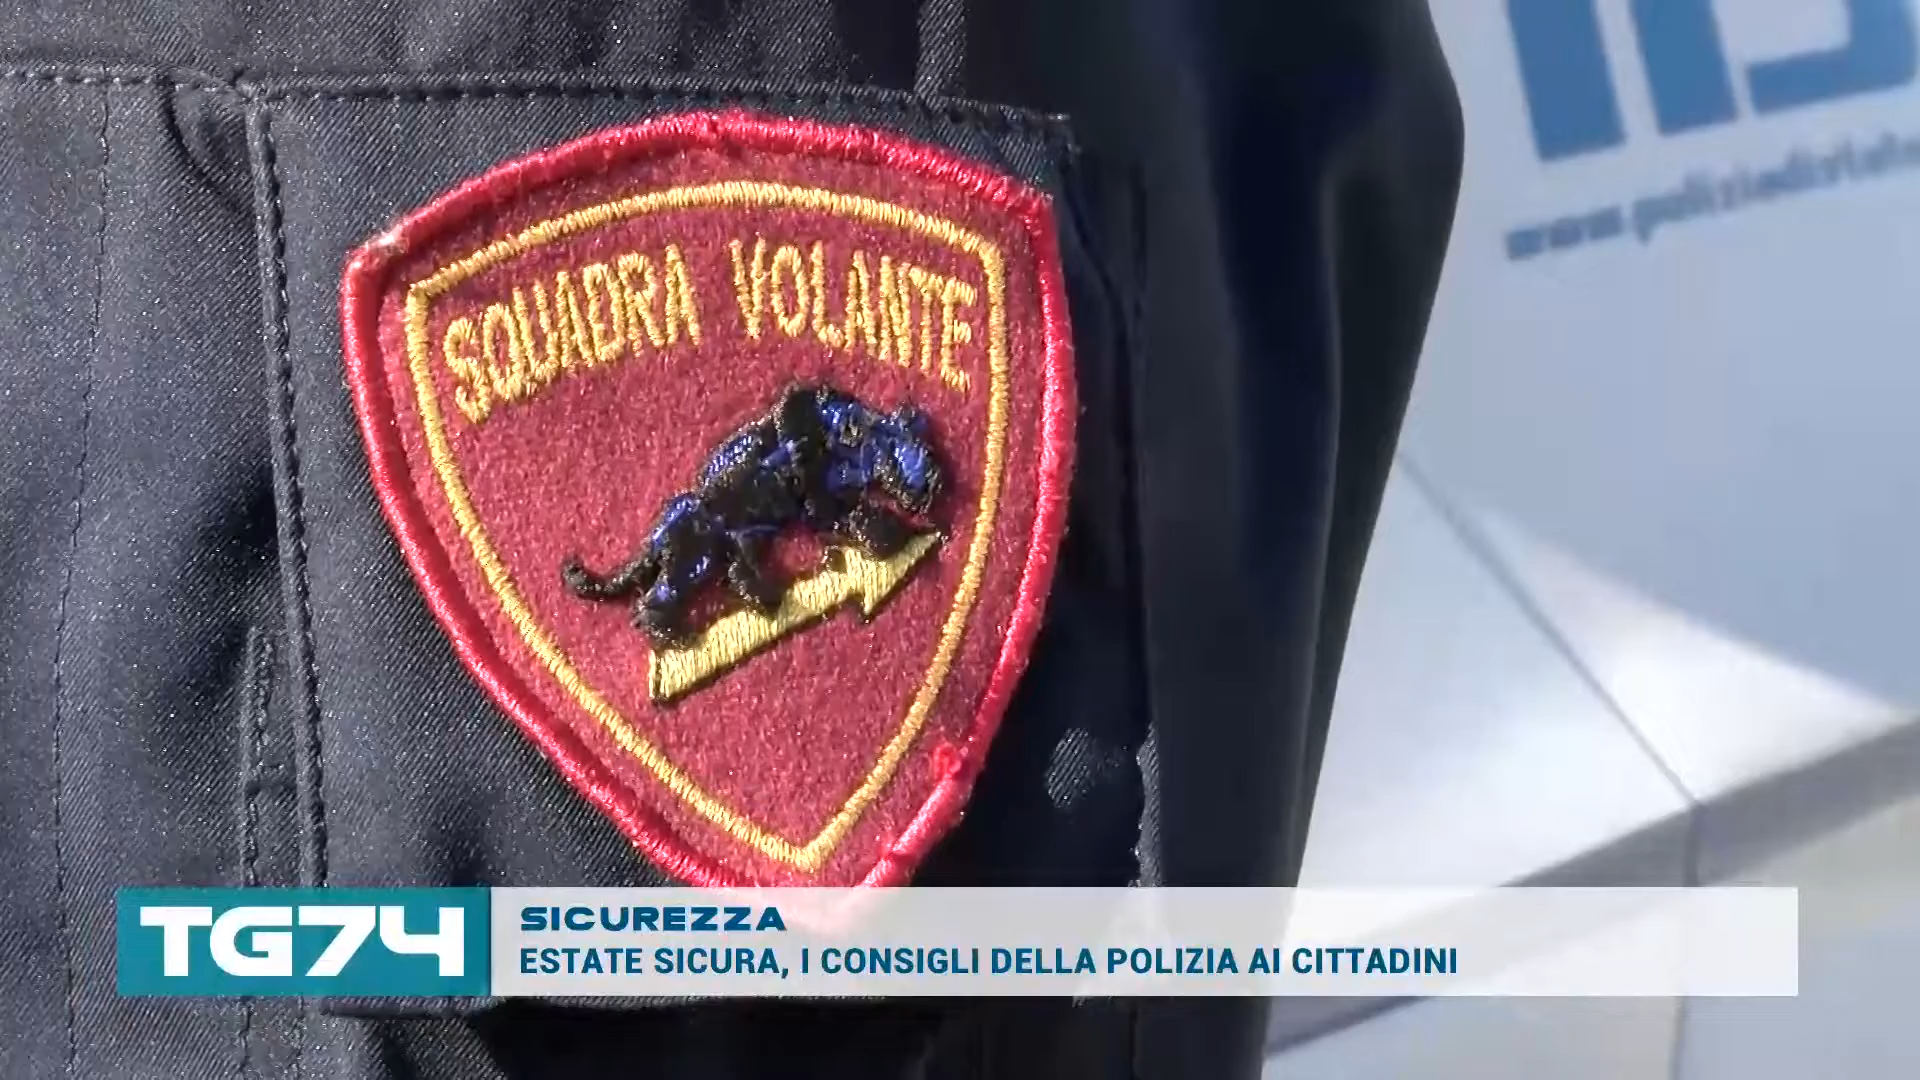 SQUADRA VOLANTE
TG74
SICUREZZA
ESTATE SICURA, I CONSIGLI DELLA POLIZIA AI CITTADINI